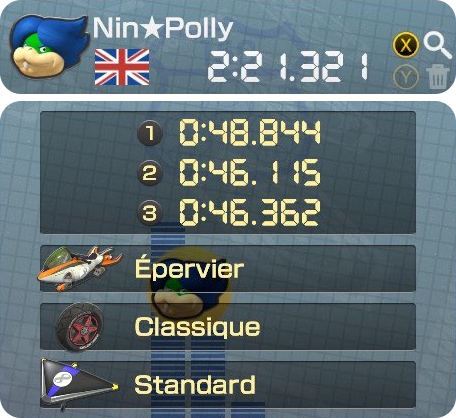 Nin★Polly
X
2:21.321
Y
1 0:48.844
2 0:46.115
3 0:46.362
Épervier
Classique
Standard